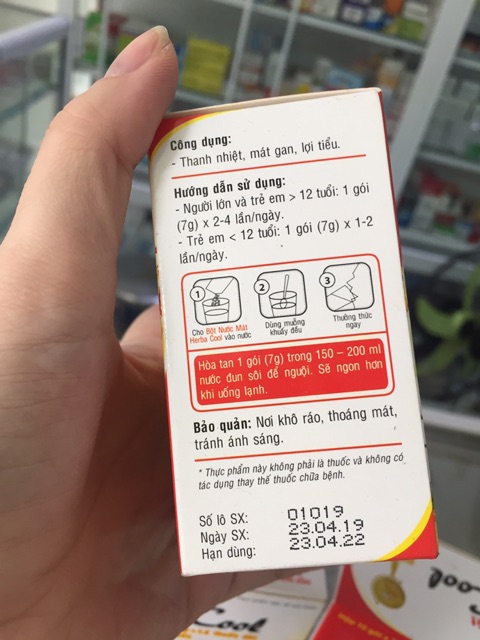 Công dụng:
- Thanh nhiệt, mát gan, lợi tiểu.
Hướng dẫn sử dụng:
- Người lớn và trẻ em > 12 tuổi: 1 gói
(7g) x 2-4 lần/ngày.
- Trẻ em < 12 tuổi: 1 gói (7g) x 1-2
lần/ngày.
1
2
3
Cho Bột Nước Mát
Herba Cool vào nước
Dùng muỗng
khuấy đều
Thưởng thức
ngay
Hòa tan 1 gói (7g) trong 150 – 200 ml
nước đun sôi để nguội. Sẽ ngon hơn
khi uống lạnh.
Bảo quản: Nơi khô ráo, thoáng mát,
tránh ánh sáng.
* Thực phẩm này không phải là thuốc và không có
tác dụng thay thế thuốc chữa bệnh.
Số lô SX: 01019
Ngày SX: 23.04.19
Hạn dùng: 23.04.22
Cool